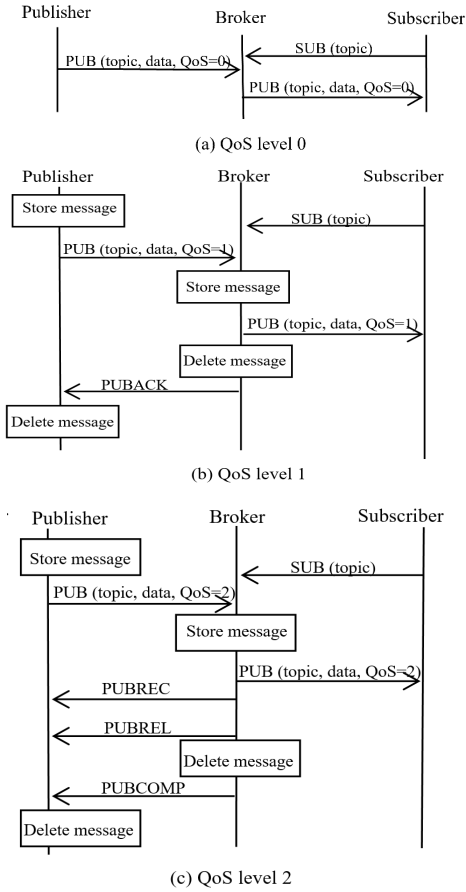 Publisher Broker Subscriber
SUB (topic)
PUB (topic, data, QoS=0)
PUB (topic, data, QoS=0)
(a) QoS level 0
Publisher Broker Subscriber
Store message
SUB (topic)
PUB (topic, data, QoS=1)
Store message
PUB (topic, data, QoS=1)
Delete message
PUBACK
Delete message
(b) QoS level 1
Publisher Broker Subscriber
Store message
SUB (topic)
PUB (topic, data, QoS=2)
Store message
PUB (topic, data, QoS=2)
PUBREC
PUBREL
Delete message
PUBCOMP
Delete message
(c) QoS level 2